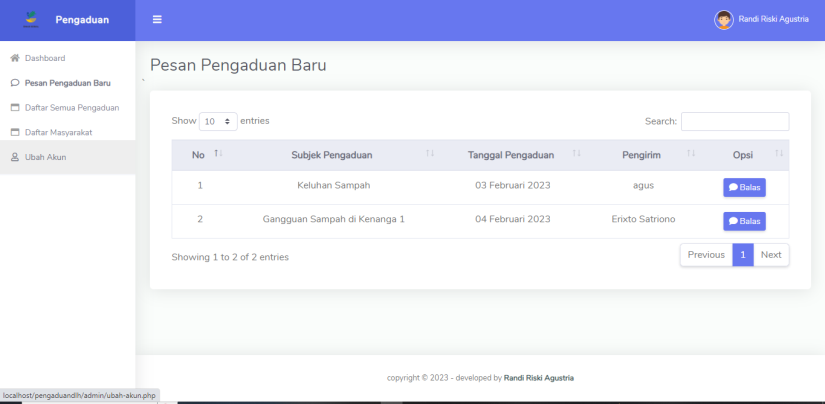 Pengaduan
Randi Riski Agustria
Dashboard
Pesan Pengaduan Baru
Daftar Semua Pengaduan
Daftar Masyarakat
Ubah Akun
Pesan Pengaduan Baru
Show 10 entries
Search:
No Subjek Pengaduan Tanggal Pengaduan Pengirim Opsi
1 Keluhan Sampah 03 Februari 2023 agus Balas
2 Gangguan Sampah di Kenanga 1 04 Februari 2023 Erixto Satriono Balas
Showing 1 to 2 of 2 entries
Previous 1 Next
copyright © 2023 - developed by Randi Riski Agustria
localhost/pengaduandlh/admin/ubah-akun.php